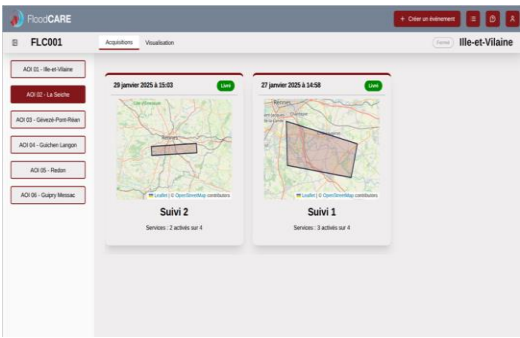 FloodCARE
+ Créer un événement
FLC001
Acquisitions
Visualisation
Fermé
Ille-et-Vilaine
AOI 01 - Ille-et-Vilaine
AOI 02 - La Seiche
AOI 03 - Gévezé-Pont-Réan
AOI 04 - Guichen Langon
AOI 05 - Redon
AOI 06 - Guipry Messac
29 janvier 2025 à 15:03
Livré
Rennes
Leaflet | © OpenStreetMap contributors
Suivi 2
Services : 2 activés sur 4
27 janvier 2025 à 14:58
Livré
Rennes
Leaflet | © OpenStreetMap contributors
Suivi 1
Services : 3 activés sur 4